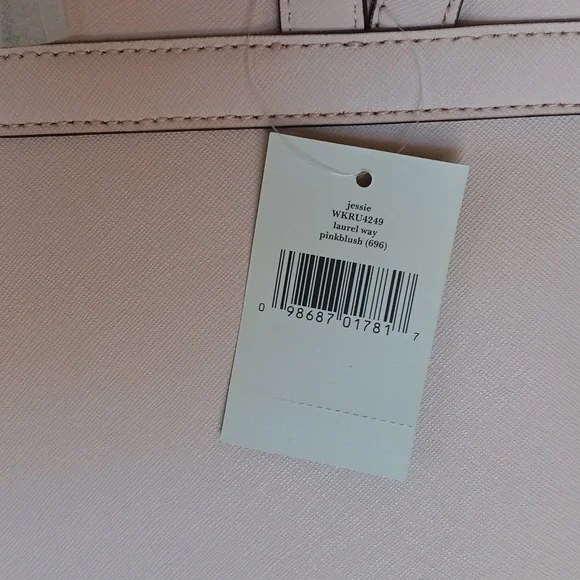 jessie
WKRU4249
laurel way
pinkblush (696)
0 98687 01781 7